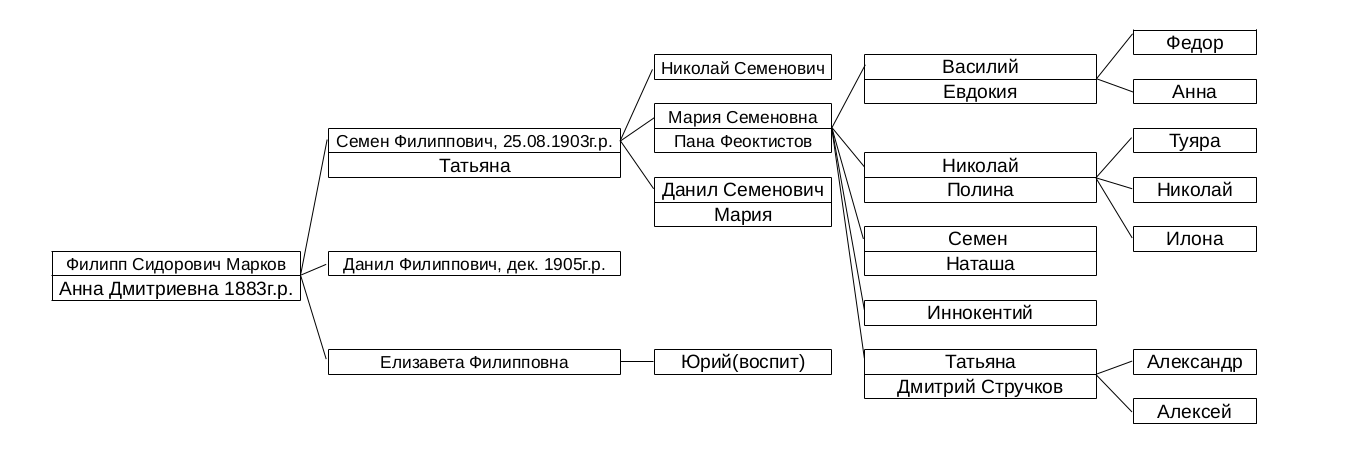 Филипп Сидорович Марков
Анна Дмитриевна 1883г.р.
Семен Филиппович, 25.08.1903г.р.
Татьяна
Данил Филиппович, дек. 1905г.р.
Елизавета Филипповна
Николай Семенович
Мария Семеновна
Пана Феоктистов
Данил Семенович
Мария
Юрий(воспит)
Василий
Евдокия
Николай
Полина
Семен
Наташа
Иннокентий
Татьяна
Дмитрий Стручков
Федор
Анна
Туяра
Николай
Илона
Александр
Алексей